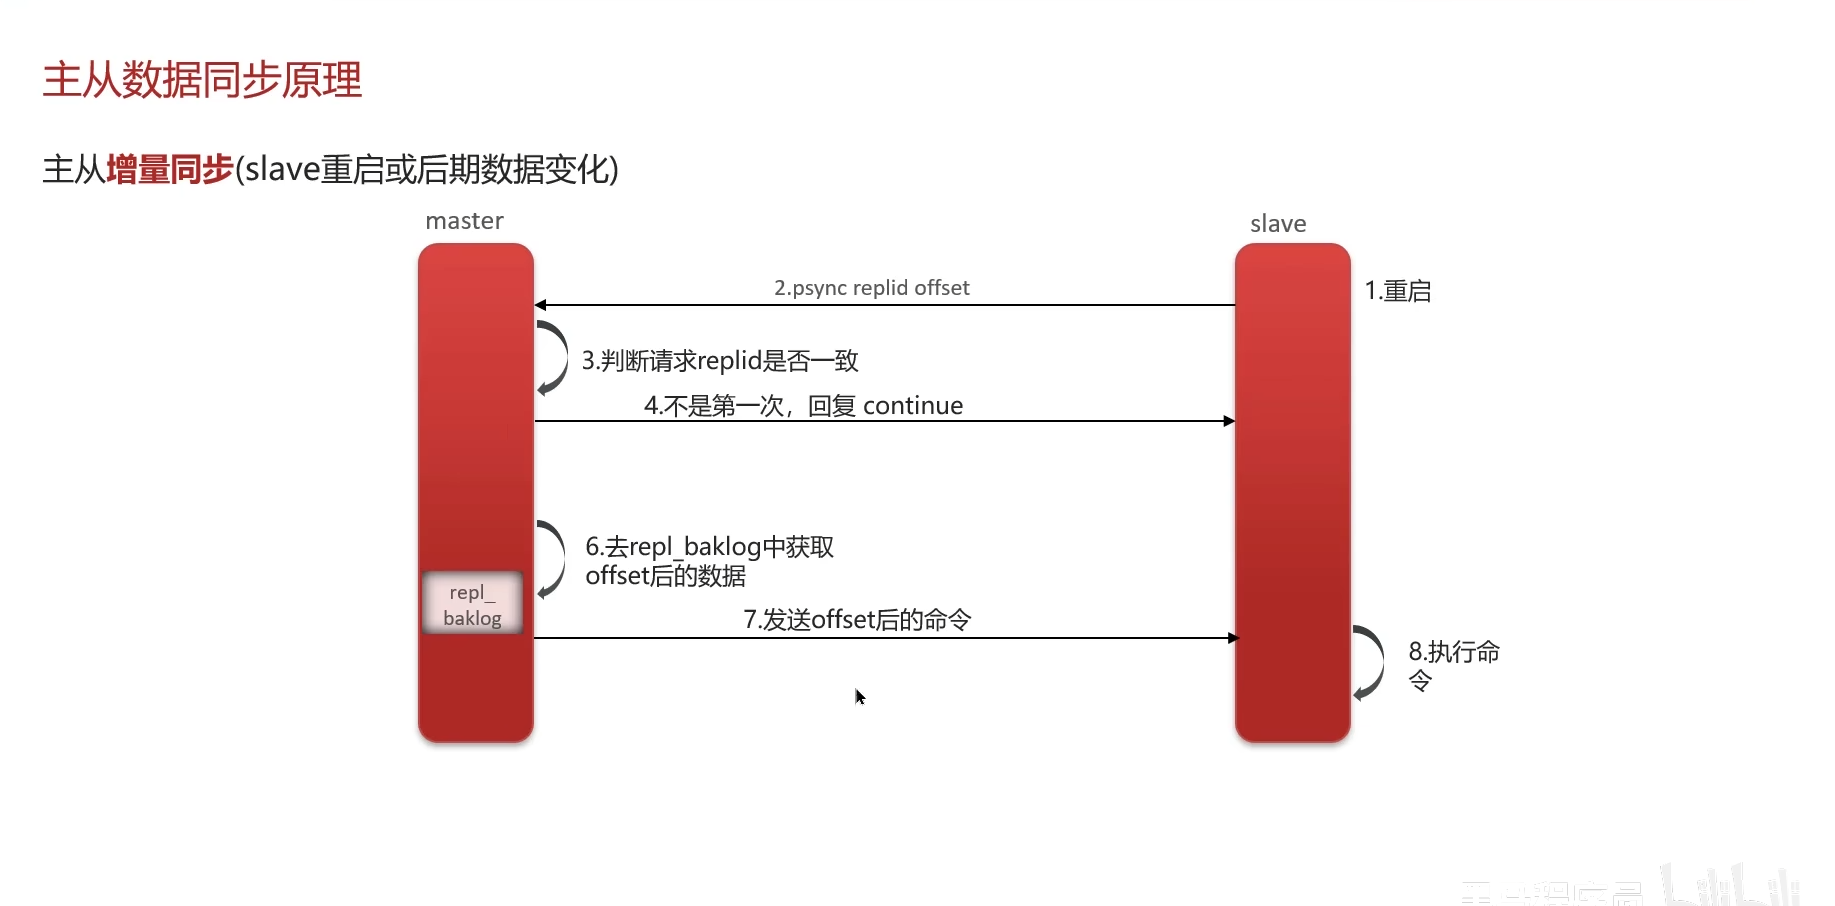 主从数据同步原理
主从增量同步(slave重启或后期数据变化)
master
slave
2.psync replid offset
1.重启
3.判断请求replid是否一致
4.不是第一次，回复 continue
6.去repl_baklog中获取
offset后的数据
repl_
baklog
7.发送offset后的命令
8.执行命
令